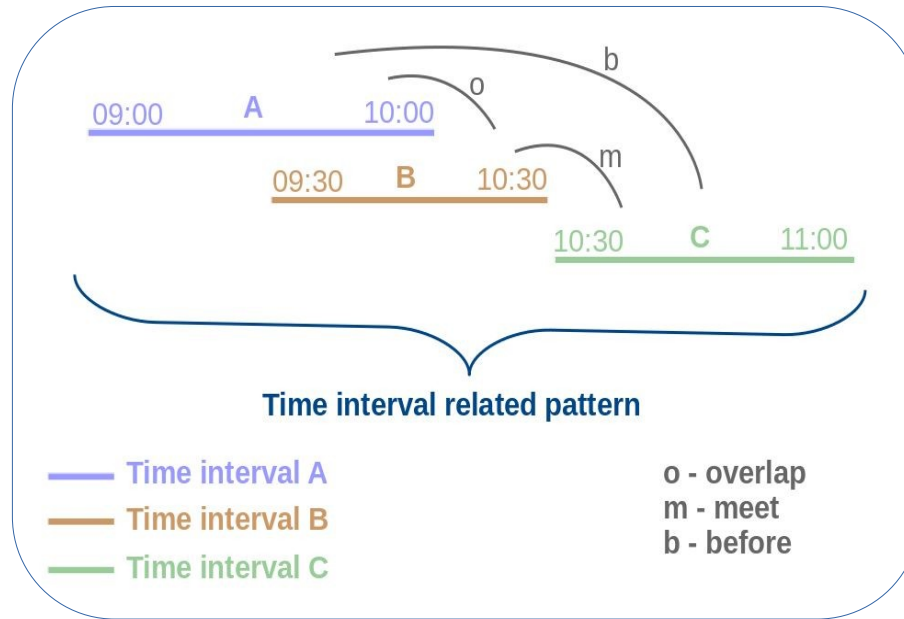 b
o
09:00 A 10:00
m
09:30 B 10:30
10:30 C 11:00
Time interval related pattern
Time interval A
Time interval B
Time interval C
o - overlap
m - meet
b - before